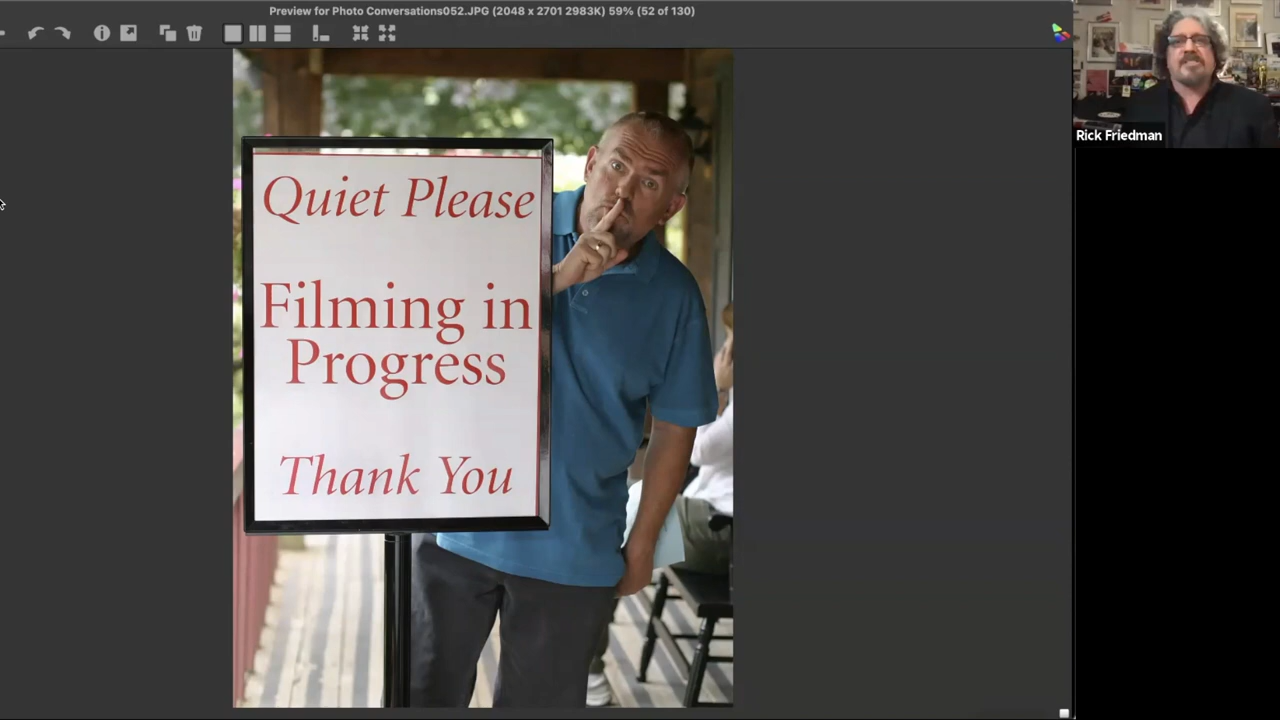 Preview for Photo Conversations052.JPG (2048 x 2701 2983K) 59% (52 of 130)
Rick Friedman
Quiet Please
Filming in
Progress
Thank You